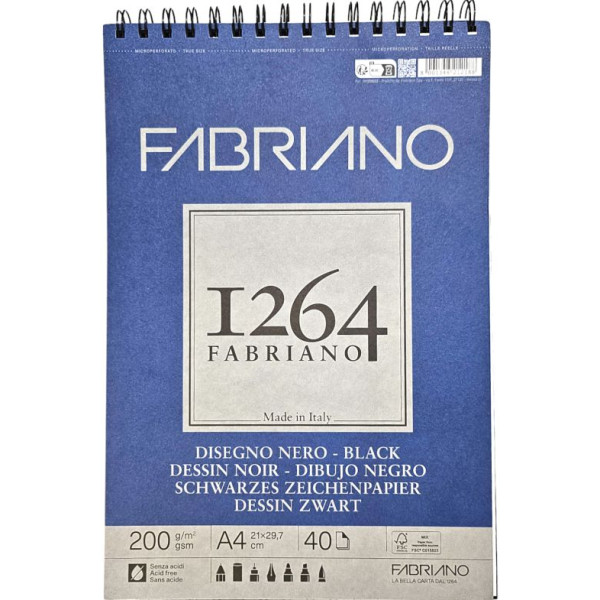 MICROPERFORATED - TRUE SIZE
MICROPERFORATED - TRUE SIZE
MICROPERFORATION - TAILLE RÉELLE
FABRIANO
1264
FABRIANO
Made in Italy
DISEGNO NERO - BLACK
DESSIN NOIR - DIBUJO NEGRO
SCHWARZES ZEICHENPAPIER
DESSIN ZWART
200 g/m² gsm A4 21×29,7 cm 40
FSC
MIX
Senza acidi
Acid free
Sans acide
FABRIANO
LA BELLA CARTA DAL 1264